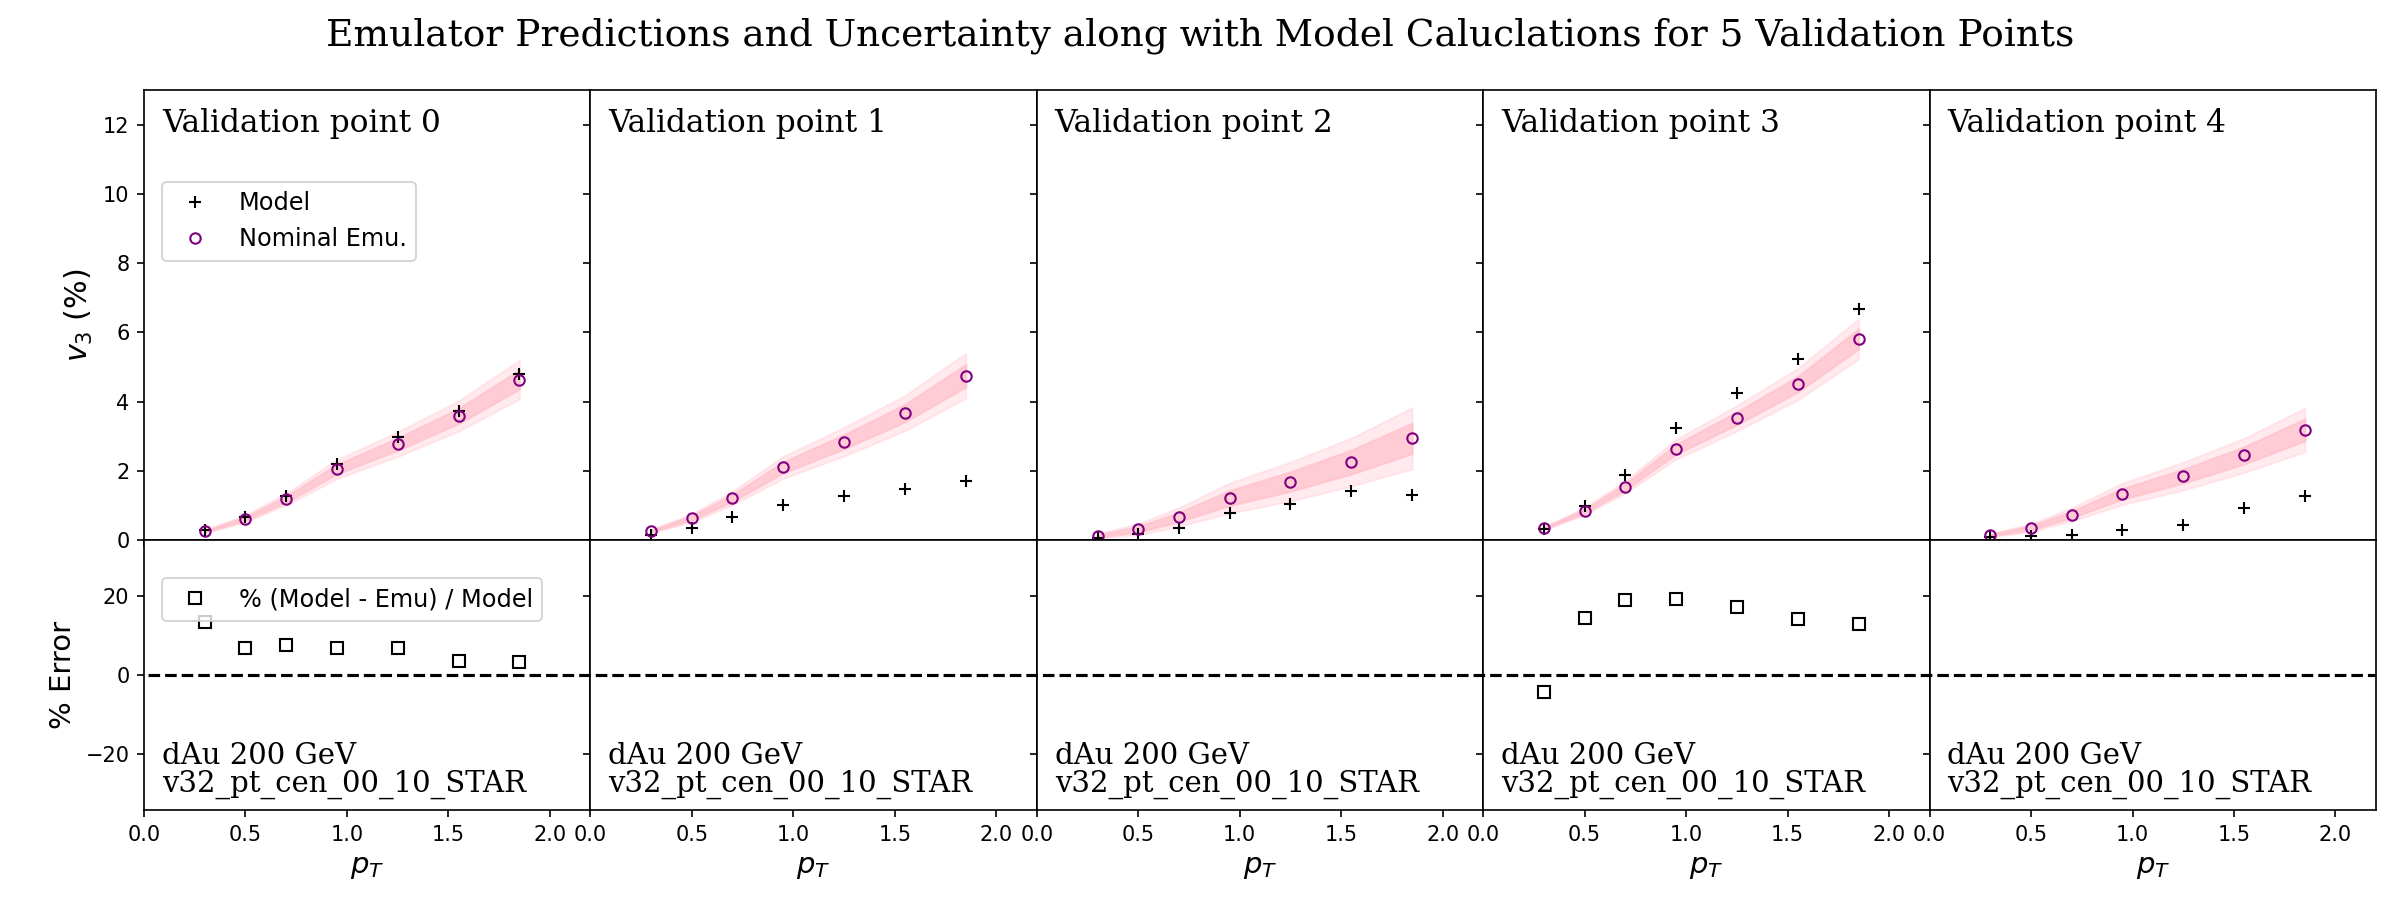 Emulator Predictions and Uncertainty along with Model Caluclations for 5 Validation Points
Validation point 0
Validation point 1
Validation point 2
Validation point 3
Validation point 4
Model
Nominal Emu.
v3 (%)
12
10
8
6
4
2
0
% (Model - Emu) / Model
% Error
20
0
−20
dAu 200 GeV
v32_pt_cen_00_10_STAR
dAu 200 GeV
v32_pt_cen_00_10_STAR
dAu 200 GeV
v32_pt_cen_00_10_STAR
dAu 200 GeV
v32_pt_cen_00_10_STAR
dAu 200 GeV
v32_pt_cen_00_10_STAR
0.0 0.5 1.0 1.5 2.0
0.0 0.5 1.0 1.5 2.0
0.0 0.5 1.0 1.5 2.0
0.0 0.5 1.0 1.5 2.0
0.0 0.5 1.0 1.5 2.0
pT
pT
pT
pT
pT